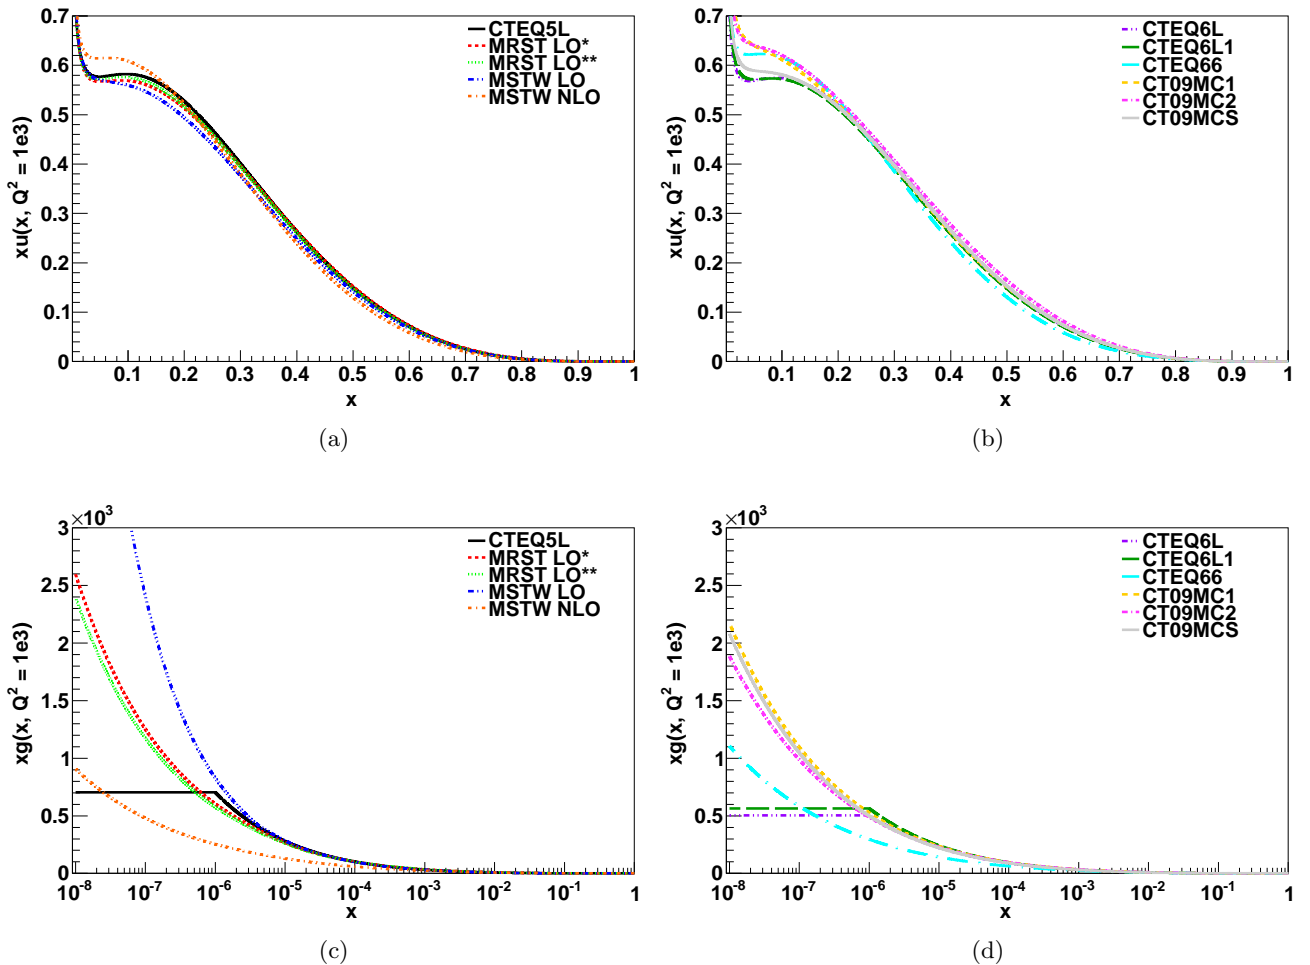 0.7
0.6
0.5
0.4
0.3
0.2
0.1
0
xu(x, Q² = 1e3)
CTEQ5L
MRST LO*
MRST LO**
MSTW LO
MSTW NLO
0.1 0.2 0.3 0.4 0.5 0.6 0.7 0.8 0.9 1
x
(a)
0.7
0.6
0.5
0.4
0.3
0.2
0.1
0
xu(x, Q² = 1e3)
CTEQ6L
CTEQ6L1
CTEQ66
CT09MC1
CT09MC2
CT09MCS
0.1 0.2 0.3 0.4 0.5 0.6 0.7 0.8 0.9 1
x
(b)
×10³
3
2.5
2
1.5
1
0.5
0
xg(x, Q² = 1e3)
CTEQ5L
MRST LO*
MRST LO**
MSTW LO
MSTW NLO
10⁻⁸ 10⁻⁷ 10⁻⁶ 10⁻⁵ 10⁻⁴ 10⁻³ 10⁻² 10⁻¹ 1
x
(c)
×10³
3
2.5
2
1.5
1
0.5
0
xg(x, Q² = 1e3)
CTEQ6L
CTEQ6L1
CTEQ66
CT09MC1
CT09MC2
CT09MCS
10⁻⁸ 10⁻⁷ 10⁻⁶ 10⁻⁵ 10⁻⁴ 10⁻³ 10⁻² 10⁻¹ 1
x
(d)